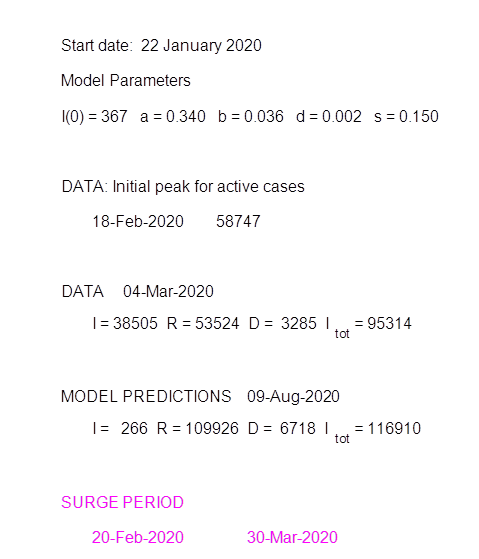 Start date: 22 January 2020
Model Parameters
I(0) = 367 a = 0.340 b = 0.036 d = 0.002 s = 0.150
DATA: Initial peak for active cases
18-Feb-2020 58747
DATA 04-Mar-2020
I = 38505 R = 53524 D = 3285 I tot = 95314
MODEL PREDICTIONS 09-Aug-2020
I = 266 R = 109926 D = 6718 I tot = 116910
SURGE PERIOD
20-Feb-2020 30-Mar-2020